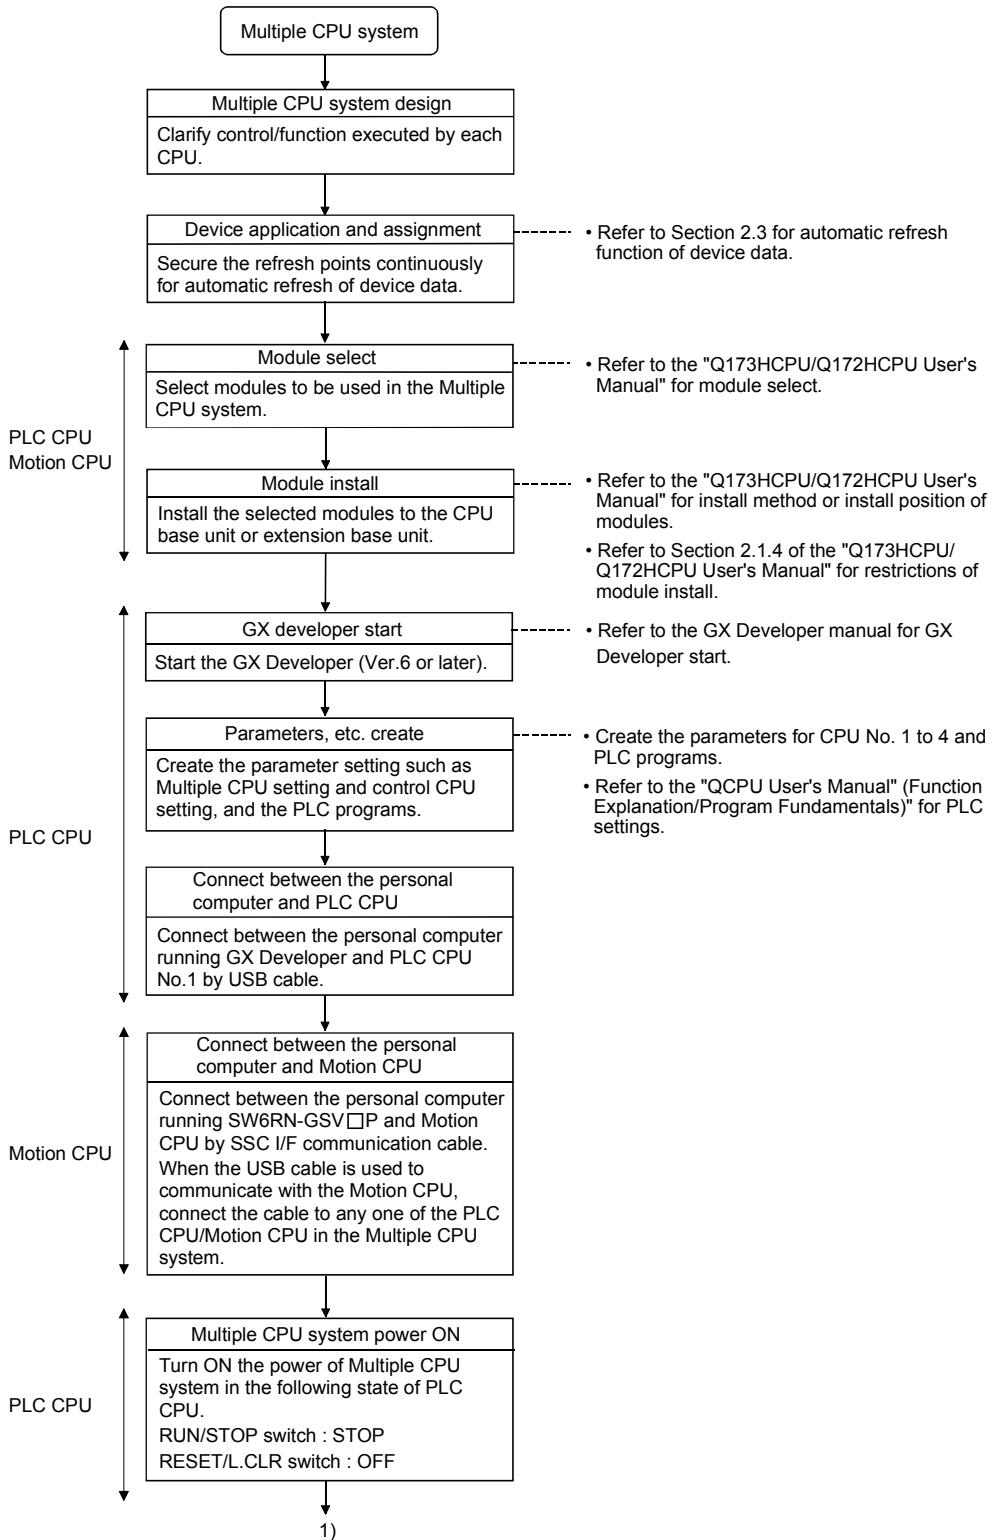 Multiple CPU system
Multiple CPU system design
Clarify control/function executed by each
CPU.
Device application and assignment
Secure the refresh points continuously
for automatic refresh of device data.
• Refer to Section 2.3 for automatic refresh
function of device data.
PLC CPU
Motion CPU
Module select
Select modules to be used in the Multiple
CPU system.
• Refer to the "Q173HCPU/Q172HCPU User's
Manual" for module select.
Module install
Install the selected modules to the CPU
base unit or extension base unit.
• Refer to the "Q173HCPU/Q172HCPU User's
Manual" for install method or install position of
modules.
• Refer to Section 2.1.4 of the "Q173HCPU/
Q172HCPU User's Manual" for restrictions of
module install.
PLC CPU
GX developer start
Start the GX Developer (Ver.6 or later).
• Refer to the GX Developer manual for GX
Developer start.
Parameters, etc. create
Create the parameter setting such as
Multiple CPU setting and control CPU
setting, and the PLC programs.
• Create the parameters for CPU No. 1 to 4 and
PLC programs.
• Refer to the "QCPU User's Manual" (Function
Explanation/Program Fundamentals)" for PLC
settings.
Connect between the personal
computer and PLC CPU
Connect between the personal computer
running GX Developer and PLC CPU
No.1 by USB cable.
Motion CPU
Connect between the personal
computer and Motion CPU
Connect between the personal computer
running SW6RN-GSV□P and Motion
CPU by SSC I/F communication cable.
When the USB cable is used to
communicate with the Motion CPU,
connect the cable to any one of the PLC
CPU/Motion CPU in the Multiple CPU
system.
PLC CPU
Multiple CPU system power ON
Turn ON the power of Multiple CPU
system in the following state of PLC
CPU.
RUN/STOP switch : STOP
RESET/L.CLR switch : OFF
1)